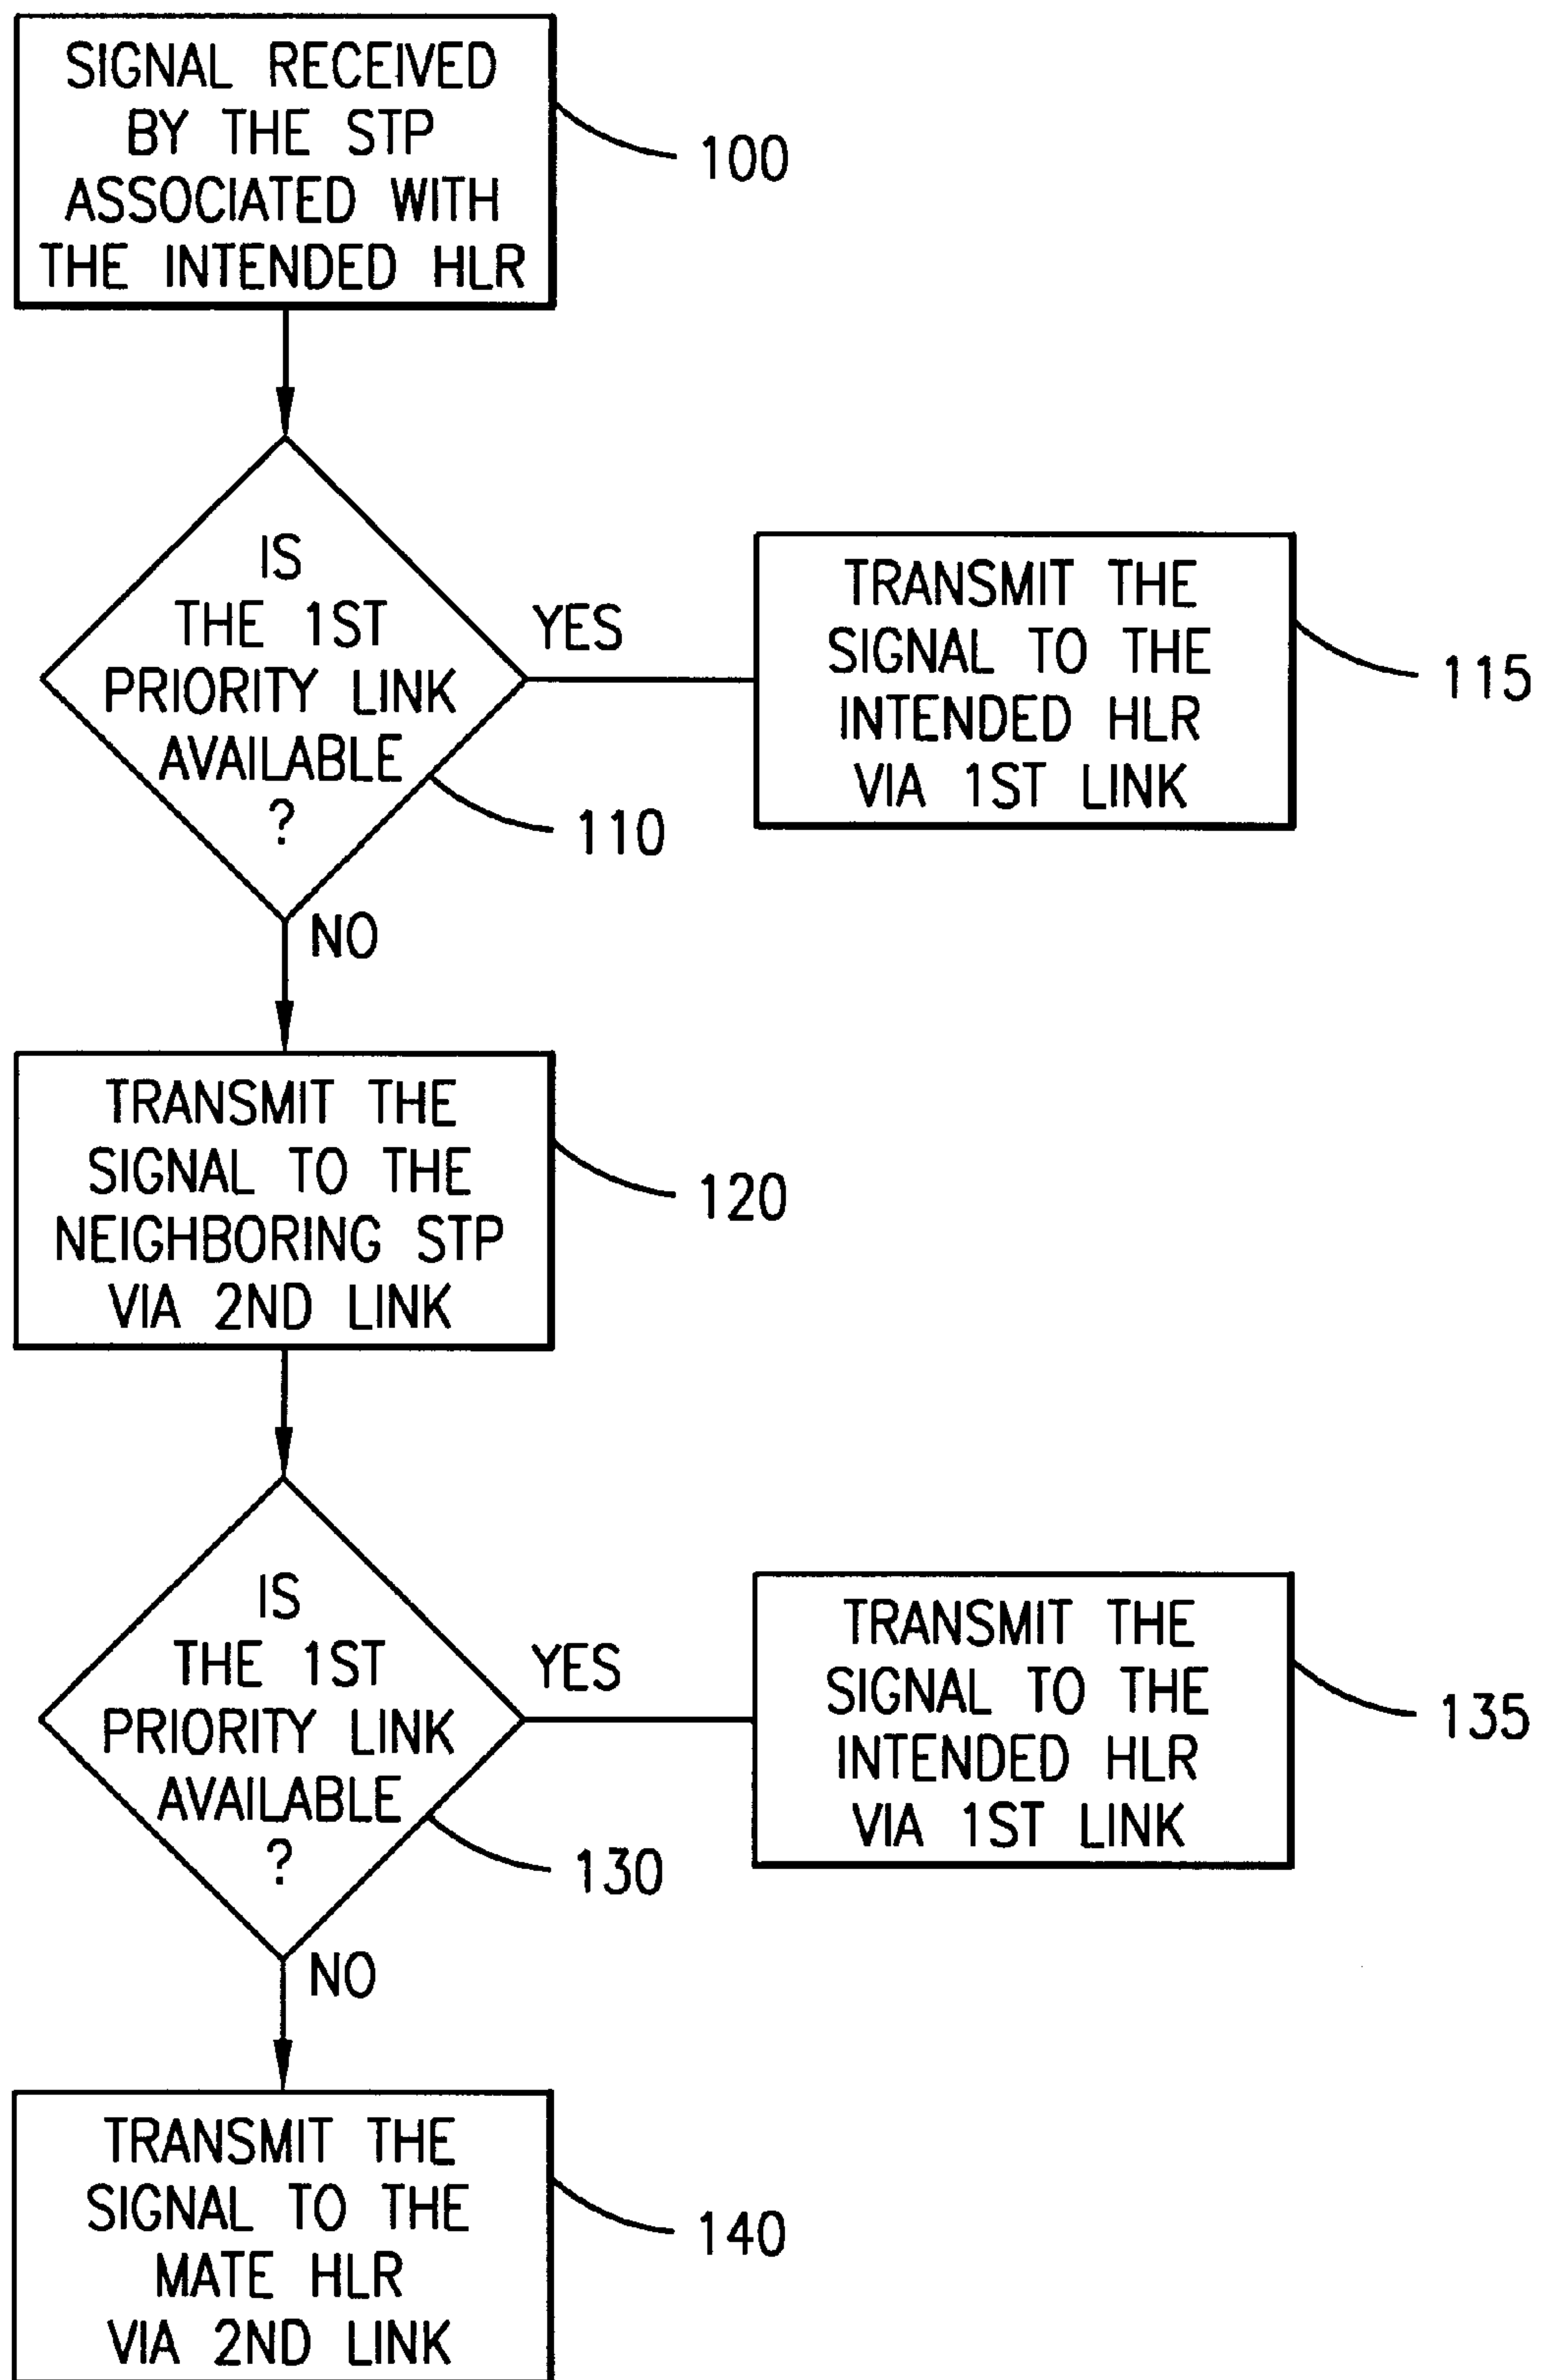 SIGNAL RECEIVED
BY THE STP
ASSOCIATED WITH
THE INTENDED HLR
100
IS
THE 1ST
PRIORITY LINK
AVAILABLE
?
110
YES
TRANSMIT THE
SIGNAL TO THE
INTENDED HLR
VIA 1ST LINK
115
NO
TRANSMIT THE
SIGNAL TO THE
NEIGHBORING STP
VIA 2ND LINK
120
IS
THE 1ST
PRIORITY LINK
AVAILABLE
?
130
YES
TRANSMIT THE
SIGNAL TO THE
INTENDED HLR
VIA 1ST LINK
135
NO
TRANSMIT THE
SIGNAL TO THE
MATE HLR
VIA 2ND LINK
140